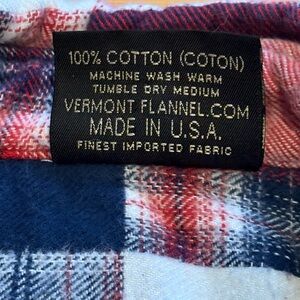 100% COTTON (COTON)
MACHINE WASH WARM
TUMBLE DRY MEDIUM
VERMONT FLANNEL.COM
MADE IN U.S.A.
FINEST IMPORTED FABRIC